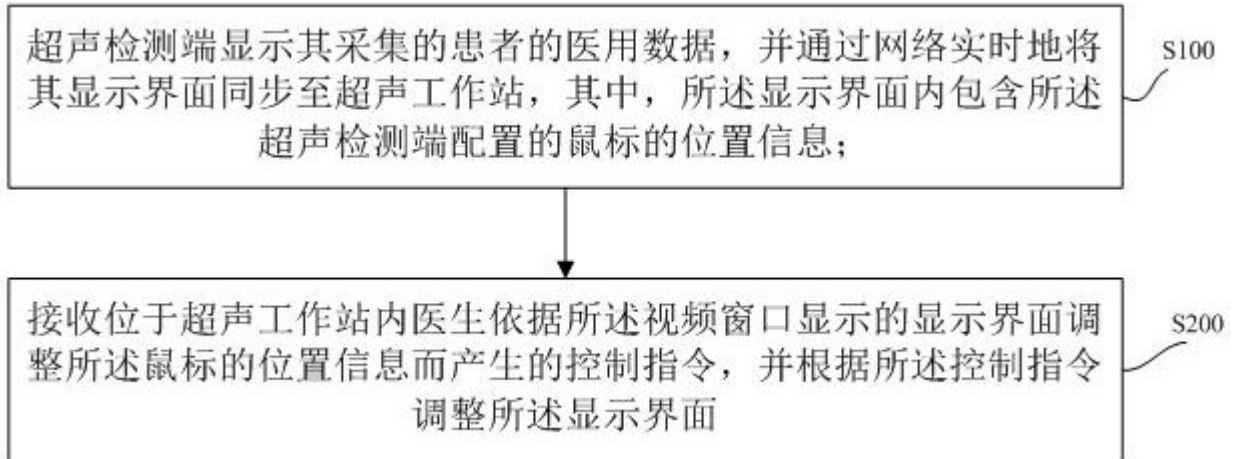 超声检测端显示其采集的患者的医用数据，并通过网络实时地将
其显示界面同步至超声工作站，其中，所述显示界面内包含所述
超声检测端配置的鼠标的位置信息；
S100
接收位于超声工作站内医生依据所述视频窗口显示的显示界面调
整所述鼠标的位置信息而产生的控制指令，并根据所述控制指令
调整所述显示界面
S200